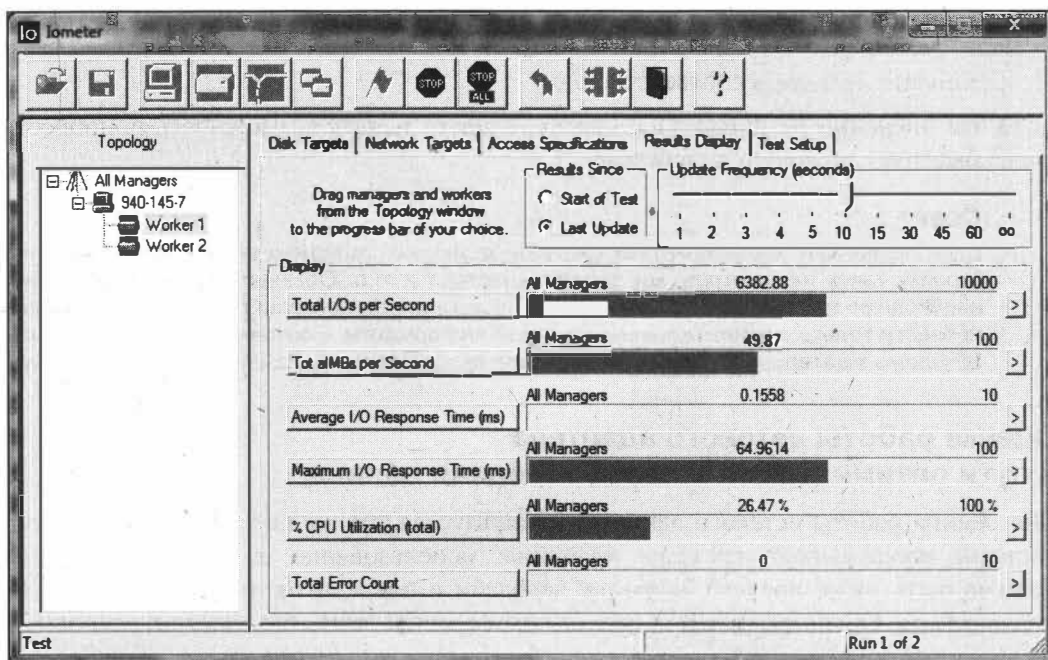 Io Iometer
STOP STOP ALL ?
Topology
All Managers
940-145-7
Worker 1
Worker 2
Disk Targets Network Targets Access Specifications Results Display Test Setup
Drag managers and workers
from the Topology window
to the progress bar of your choice.
Results Since
Start of Test
Last Update
Update Frequency (seconds)
1 2 3 4 5 10 15 30 45 60 oo
Display
All Managers 6382.88 10000
Total I/Os per Second >
All Managers 49.87 100
Tot alMBs per Second >
All Managers 0.1558 10
Average I/O Response Time (ms) >
All Managers 64.9614 100
Maximum I/O Response Time (ms) >
All Managers 26.47 % 100 %
% CPU Utilization (total) >
All Managers 0 10
Total Error Count >
Test Run 1 of 2